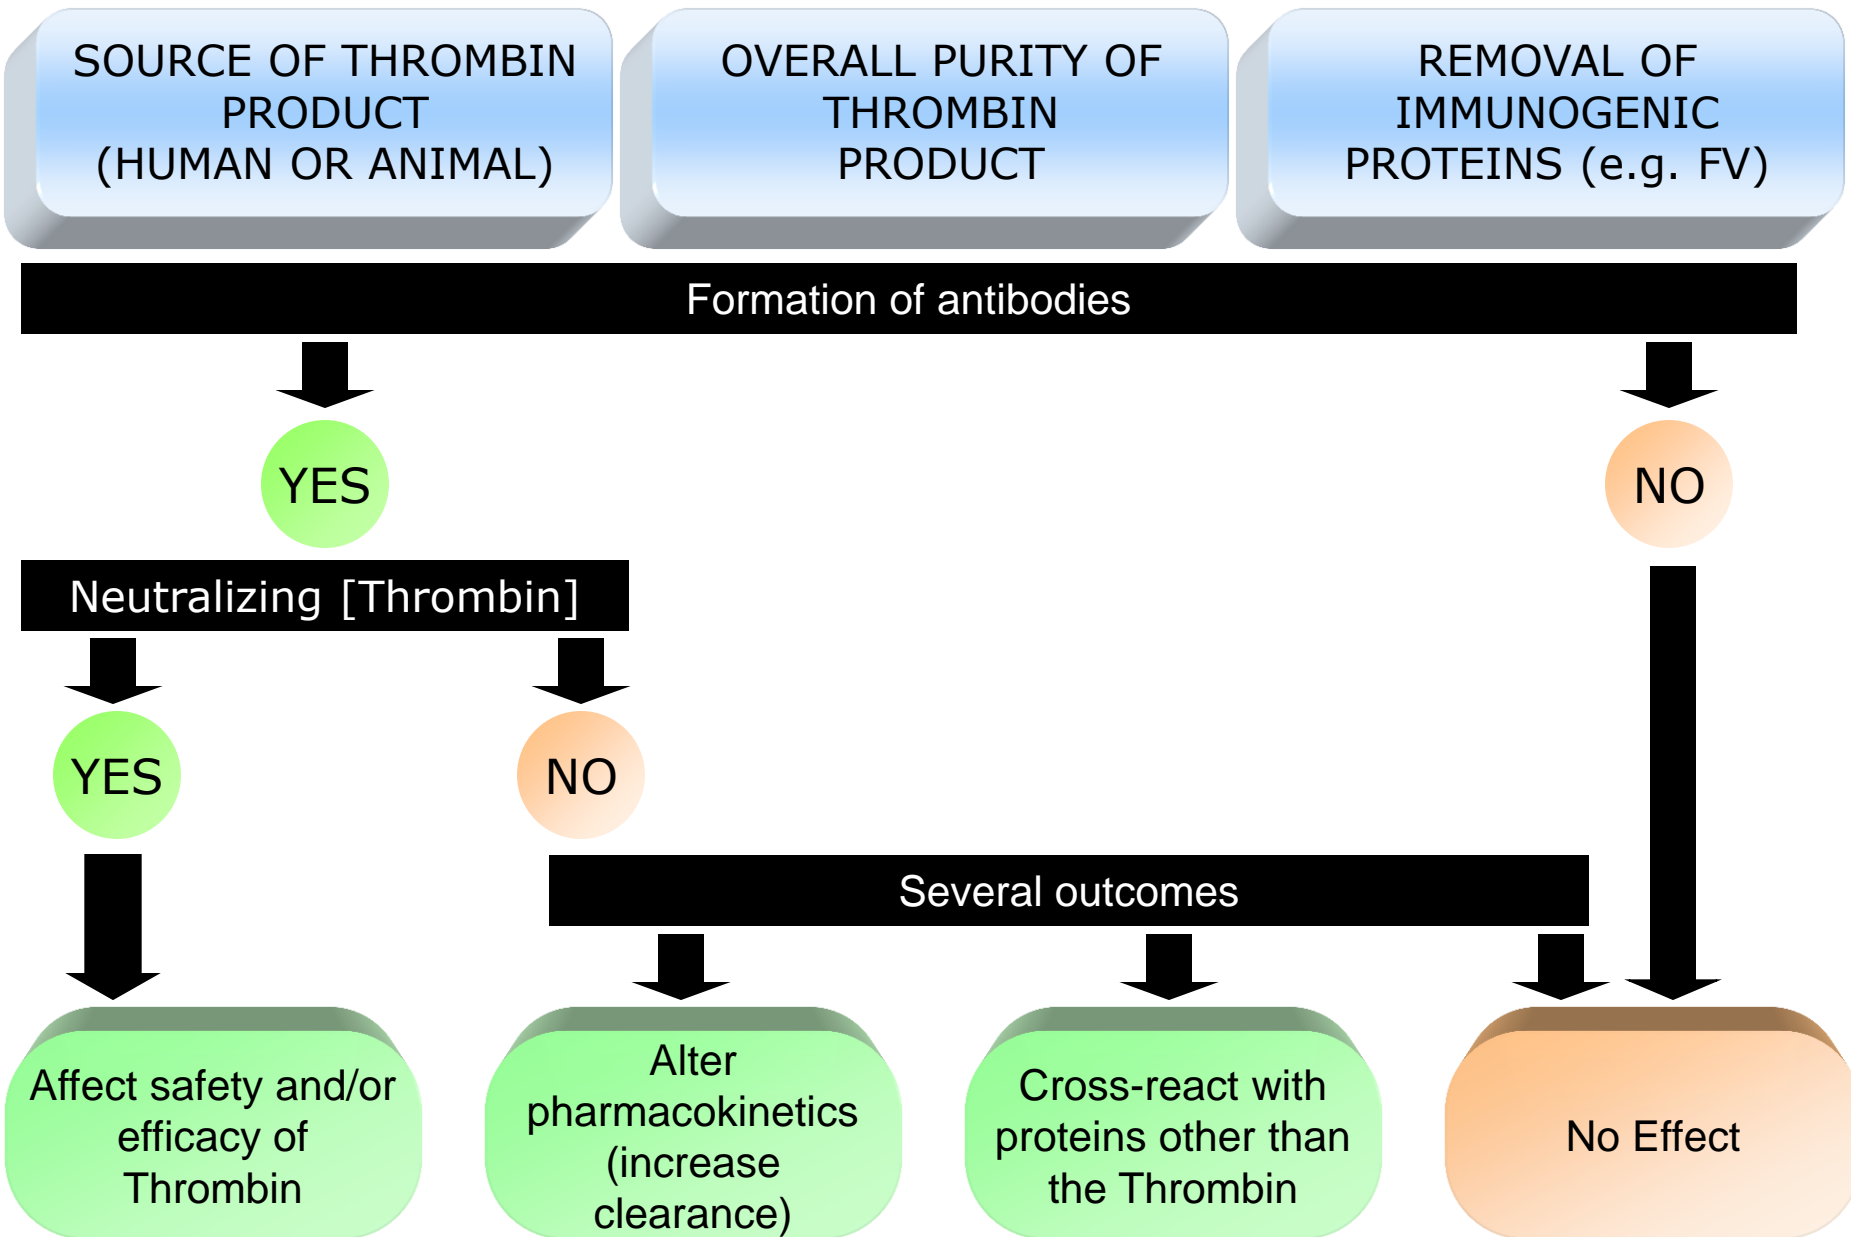 SOURCE OF THROMBIN
PRODUCT
(HUMAN OR ANIMAL)
OVERALL PURITY OF
THROMBIN
PRODUCT
REMOVAL OF
IMMUNOGENIC
PROTEINS (e.g. FV)
Formation of antibodies
YES
NO
Neutralizing [Thrombin]
YES
NO
Several outcomes
Affect safety and/or
efficacy of
Thrombin
Alter
pharmacokinetics
(increase
clearance)
Cross-react with
proteins other than
the Thrombin
No Effect